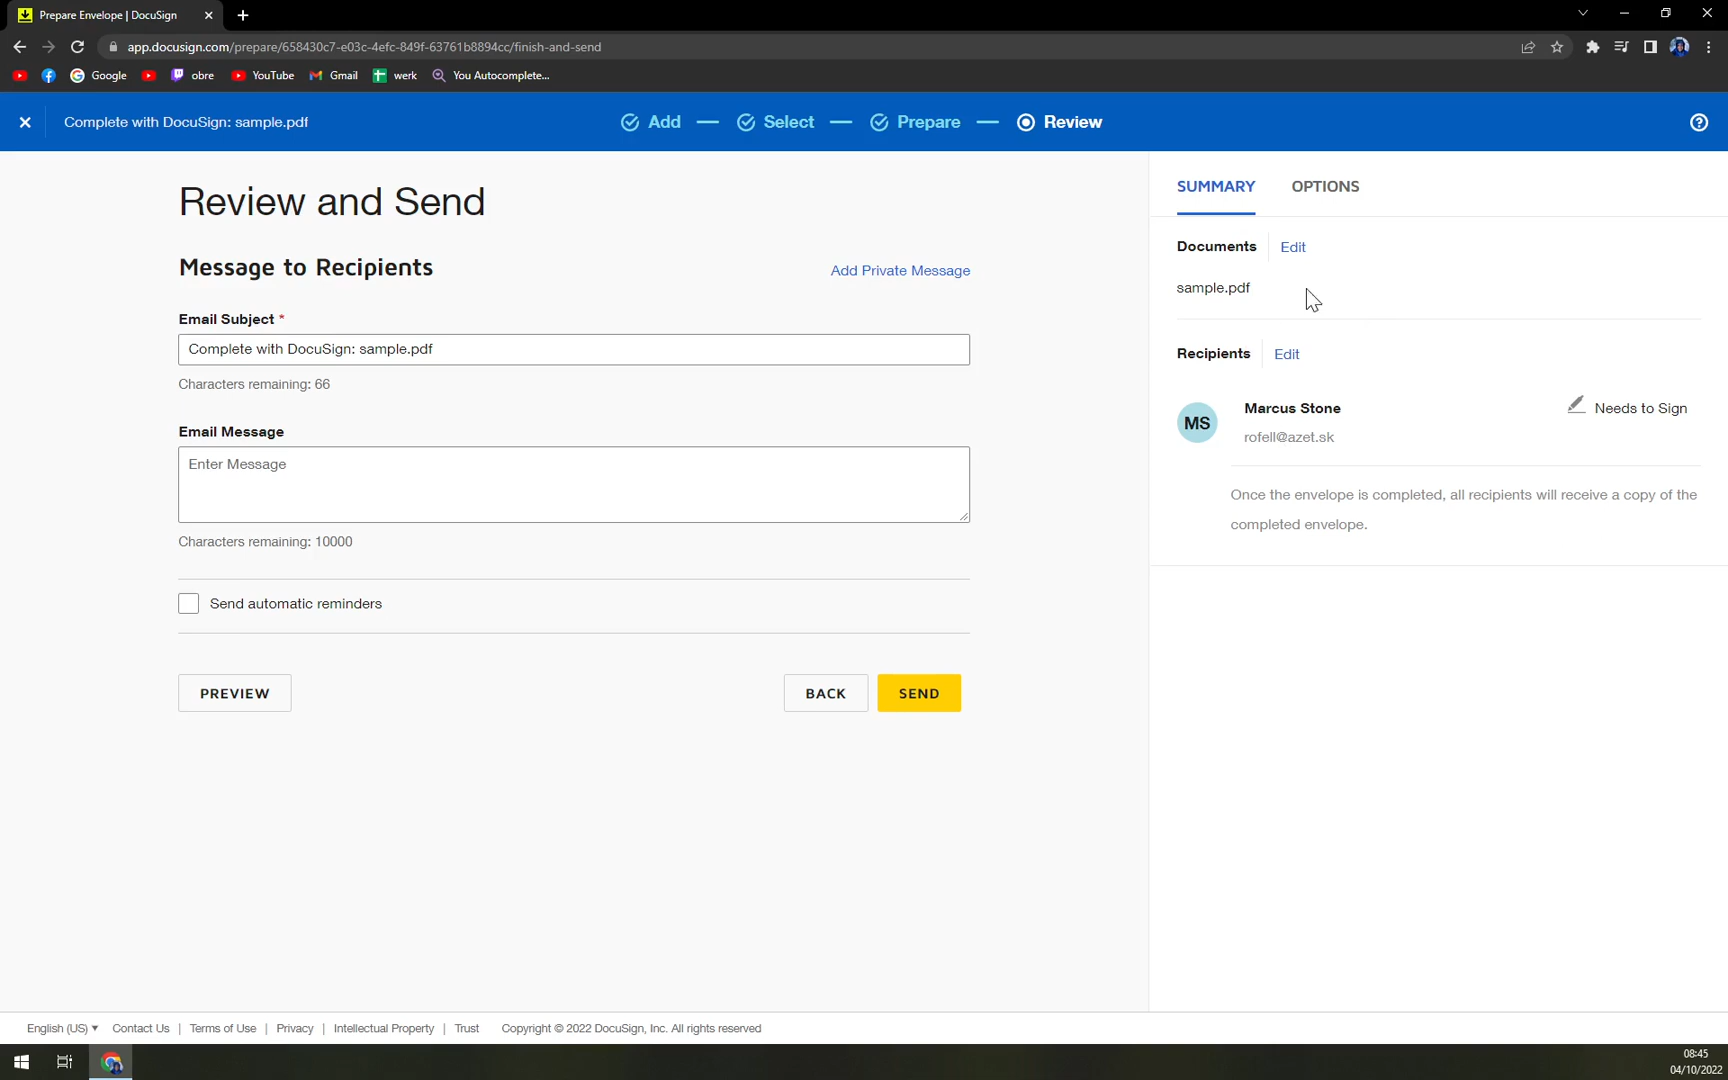 Prepare Envelope | DocuSign
app.docusign.com/prepare/658430c7-e03c-4efc-849f-63761b8894cc/finish-and-send
Google
obre
YouTube
Gmail
werk
You Autocomplete...
Complete with DocuSign: sample.pdf
Add
Select
Prepare
Review
Review and Send
Message to Recipients
Add Private Message
Email Subject *
Complete with DocuSign: sample.pdf
Characters remaining: 66
Email Message
Enter Message
Characters remaining: 10000
Send automatic reminders
PREVIEW
BACK
SEND
SUMMARY
OPTIONS
Documents
Edit
sample.pdf
Recipients
Edit
MS
Marcus Stone
Needs to Sign
rofell@azet.sk
Once the envelope is completed, all recipients will receive a copy of the
completed envelope.
English (US) ▼
Contact Us | Terms of Use | Privacy | Intellectual Property | Trust
Copyright © 2022 DocuSign, Inc. All rights reserved
08:45
04/10/2022